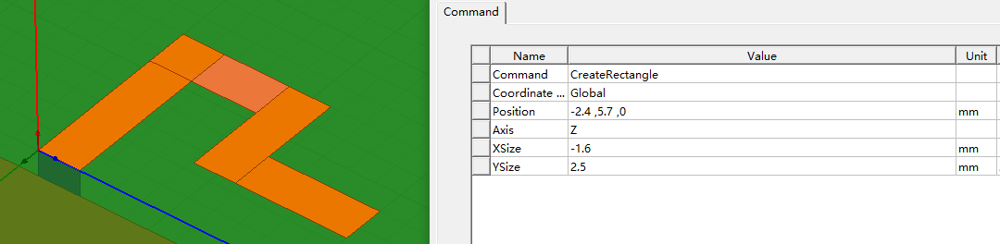 Command
Name Value Unit
Command CreateRectangle
Coordinate ... Global
Position -2.4 ,5.7 ,0 mm
Axis Z
XSize -1.6 mm
YSize 2.5 mm